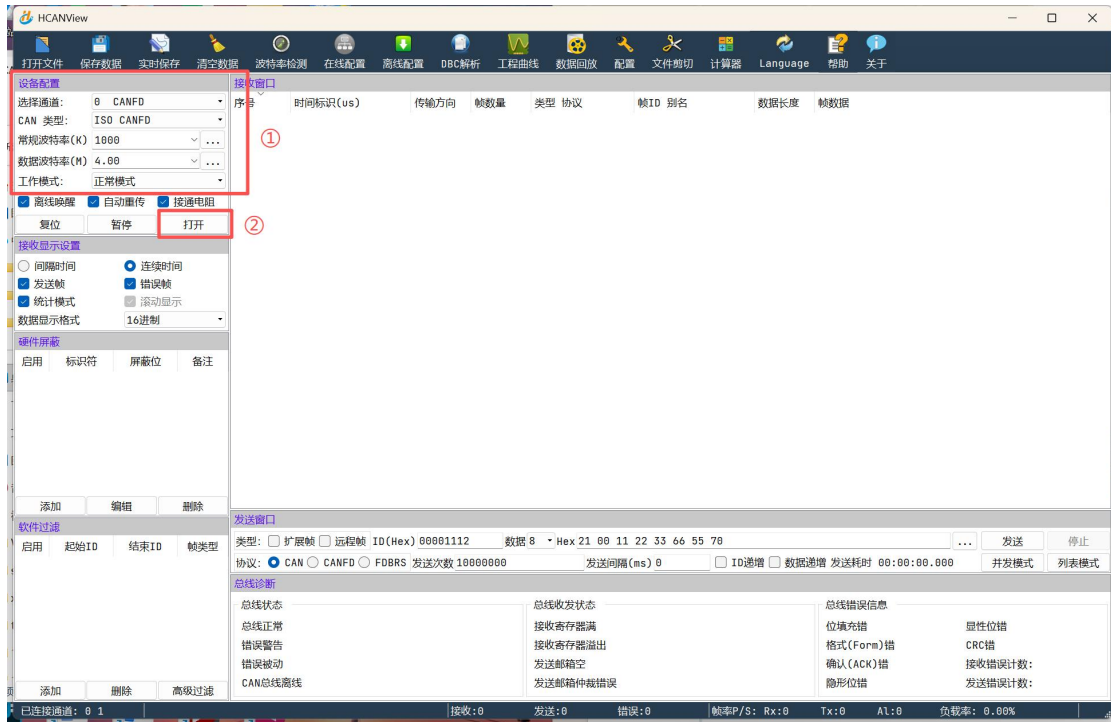 HCANView
打开文件 保存数据 实时保存 清空数据 波特率检测 在线配置 离线配置 DBC解析 工程曲线 数据回放 配置 文件剪切 计算器 Language 帮助 关于
设备配置
选择通道: 0 CANFD
CAN 类型: ISO CANFD
常规波特率(K) 1000 ...
数据波特率(M) 4.00 ...
工作模式: 正常模式
①
离线唤醒 自动重传 接通电阻
复位 暂停 打开
②
接收显示设置
间隔时间 连续时间
发送帧 错误帧
统计模式 滚动显示
数据显示格式 16进制
硬件屏蔽
启用 标识符 屏蔽位 备注
添加 编辑 删除
软件过滤
启用 起始ID 结束ID 帧类型
添加 删除 高级过滤
接收窗口
序号 时间标识(us) 传输方向 帧数量 类型 协议 帧ID 别名 数据长度 帧数据
发送窗口
类型: 扩展帧 远程帧 ID(Hex) 00001112 数据 8 Hex 21 00 11 22 33 66 55 70 ... 发送 停止
协议: CAN CANFD FDBRS 发送次数 10000000 发送间隔(ms) 0 ID递增 数据递增 发送耗时 00:00:00.000 并发模式 列表模式
总线诊断
总线状态 总线收发状态 总线错误信息
总线正常 接收寄存器满 位填充错 显性位错
错误警告 接收寄存器溢出 格式(Form)错 CRC错
错误被动 发送邮箱空 确认(ACK)错 接收错误计数:
CAN总线离线 发送邮箱仲裁错误 隐形位错 发送错误计数:
已连接通道: 0 1 接收:0 发送:0 错误:0 帧率P/S: Rx:0 Tx:0 Al:0 负载率: 0.00%